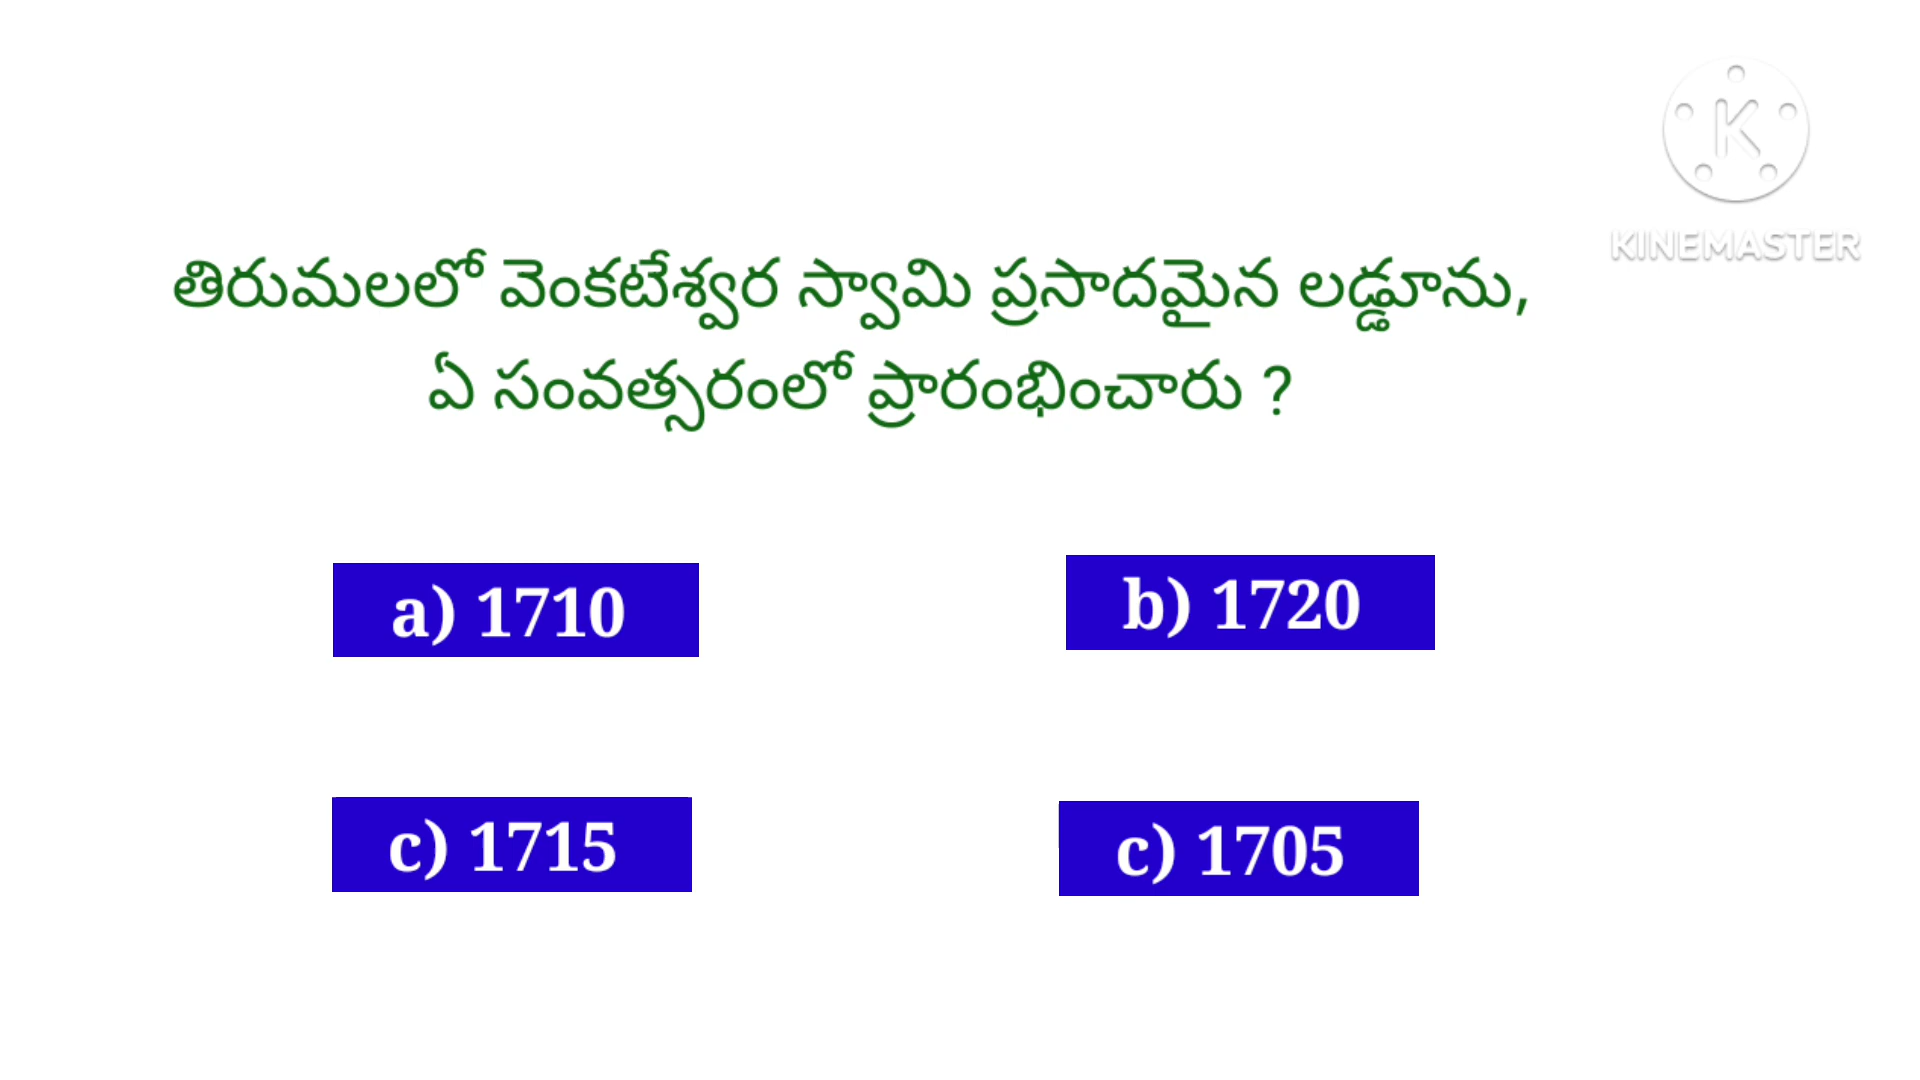 KINEMASTER
తిరుమలలో వెంకటేశ్వర స్వామి ప్రసాదమైన లడ్డూను,
ఏ సంవత్సరంలో ప్రారంభించారు ?
a) 1710
b) 1720
c) 1715
c) 1705